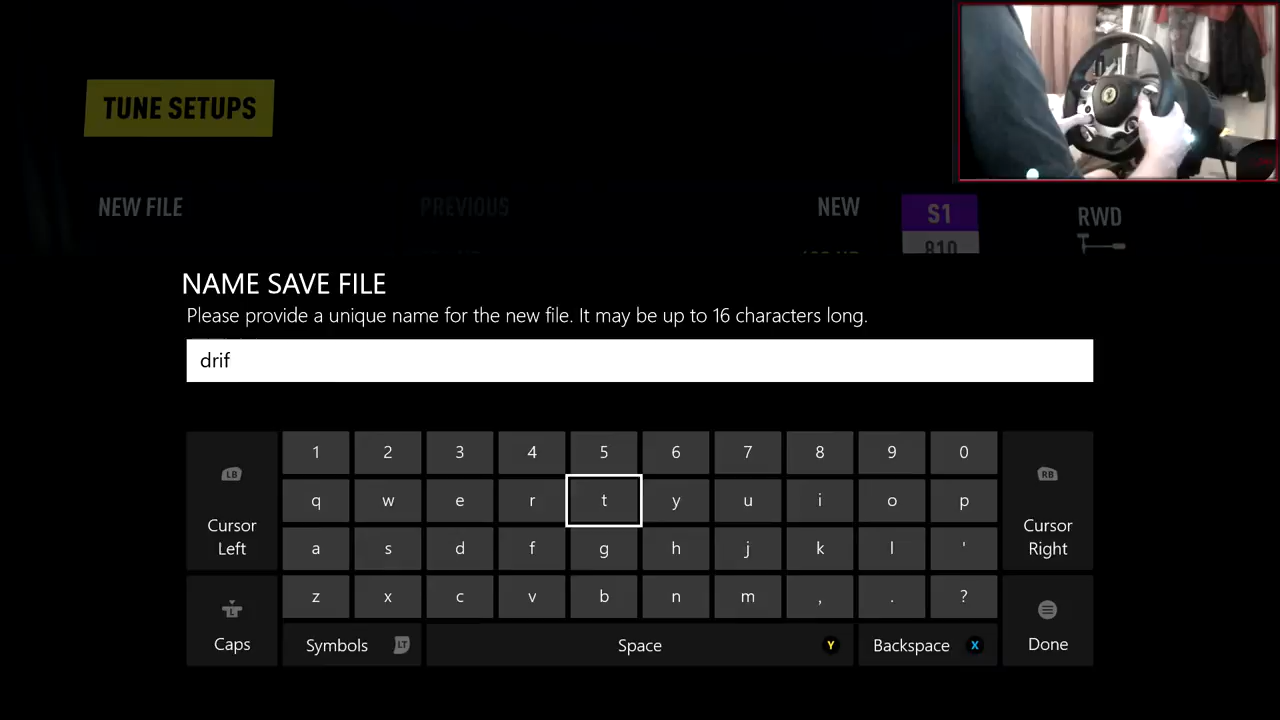 TUNE SETUPS
NEW FILE
PREVIOUS
NEW
S1
RWD
810
NAME SAVE FILE
Please provide a unique name for the new file. It may be up to 16 characters long.
drif
LB
Cursor
Left
1 2 3 4 5 6 7 8 9 0
q w e r t y u i o p
a s d f g h j k l '
z x c v b n m , . ?
RB
Cursor
Right
L
Caps
Symbols LT
Space Y
Backspace X
Done